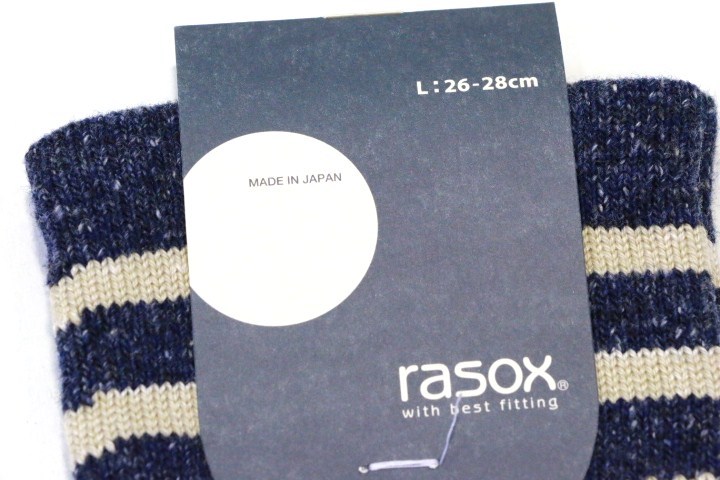 L:26-28cm
MADE IN JAPAN
rasox®
with best fitting